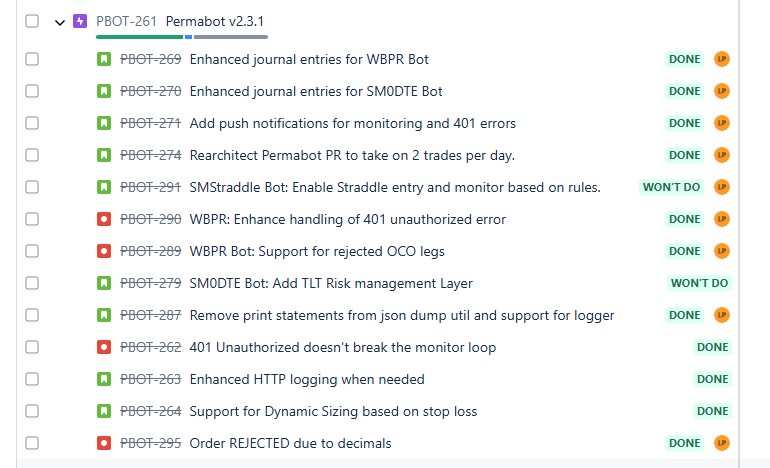 PBOT-261 Permabot v2.3.1
PBOT-269 Enhanced journal entries for WBPR Bot DONE LP
PBOT-270 Enhanced journal entries for SM0DTE Bot DONE LP
PBOT-271 Add push notifications for monitoring and 401 errors DONE LP
PBOT-274 Rearchitect Permabot PR to take on 2 trades per day. DONE LP
PBOT-291 SMStraddle Bot: Enable Straddle entry and monitor based on rules. WON'T DO LP
PBOT-290 WBPR: Enhance handling of 401 unauthorized error DONE LP
PBOT-289 WBPR Bot: Support for rejected OCO legs DONE LP
PBOT-279 SM0DTE Bot: Add TLT Risk management Layer WON'T DO
PBOT-287 Remove print statements from json dump util and support for logger DONE LP
PBOT-262 401 Unauthorized doesn't break the monitor loop DONE
PBOT-263 Enhanced HTTP logging when needed DONE
PBOT-264 Support for Dynamic Sizing based on stop loss DONE
PBOT-295 Order REJECTED due to decimals DONE LP